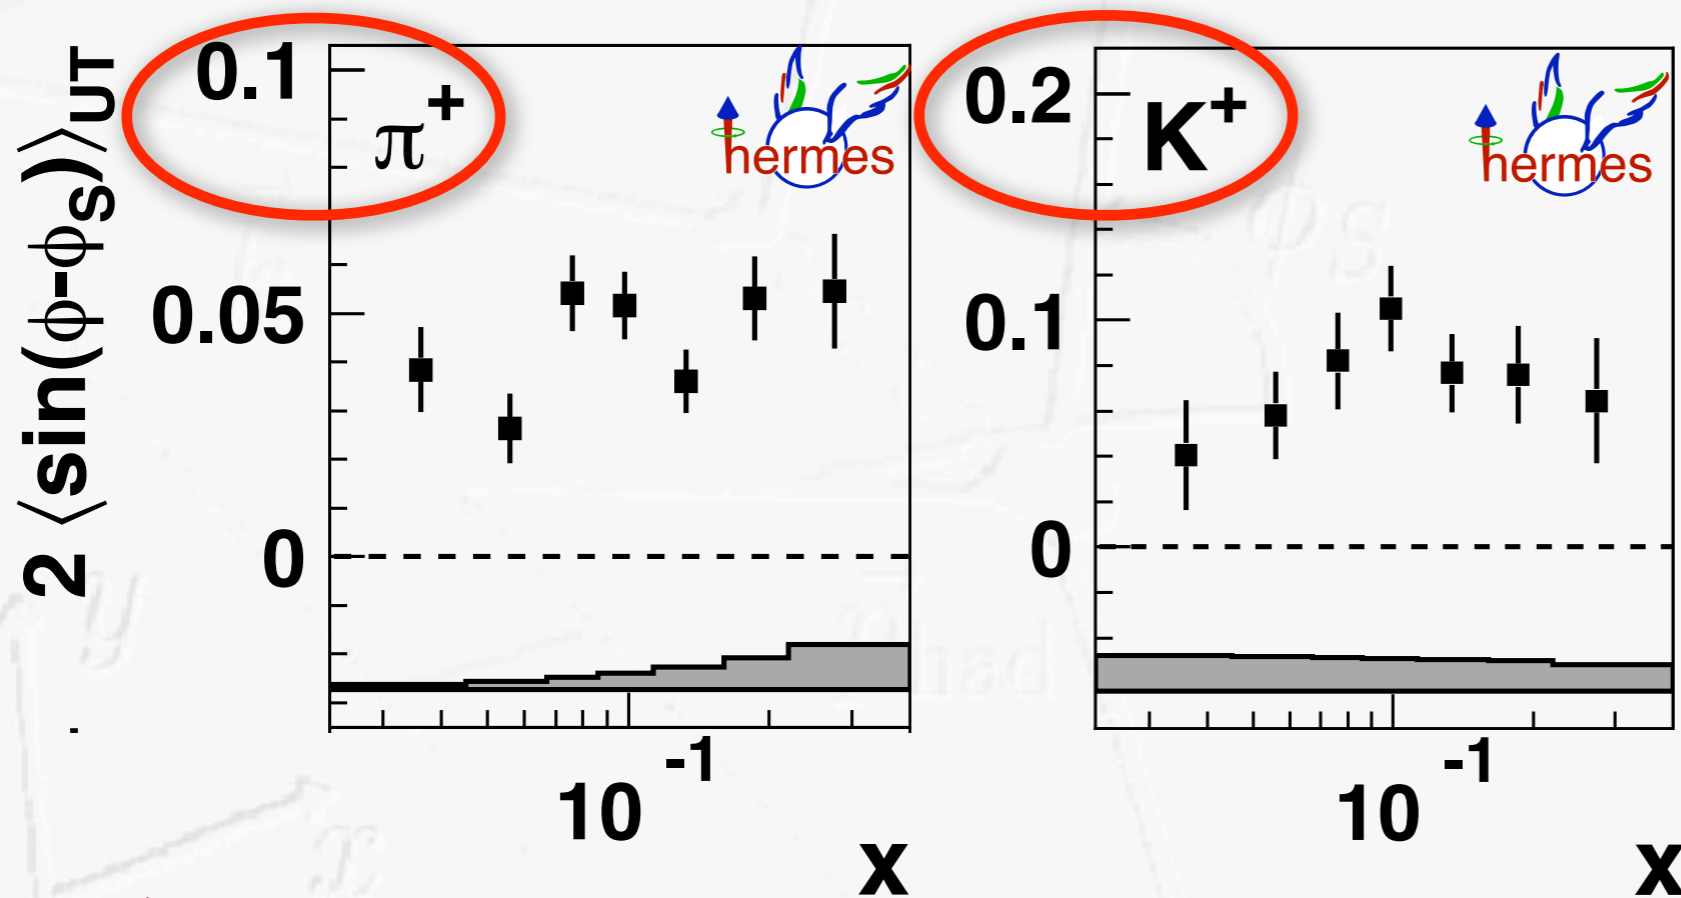 2 ⟨sin(ϕ-ϕS)⟩UT
0.1
π+
hermes
0.05
0
10-1
x
0.2
K+
hermes
0.1
0
10-1
x